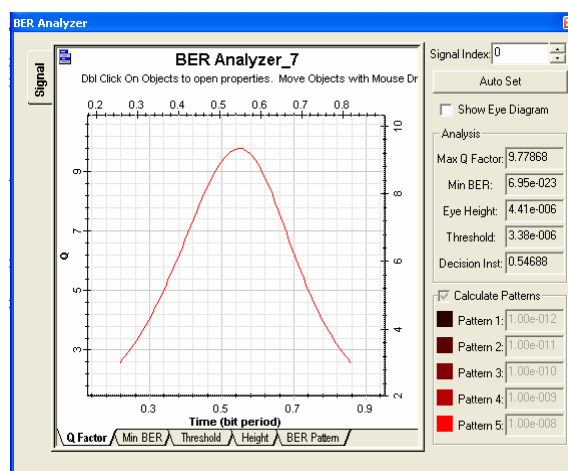 BER Analyzer
Signal
BER Analyzer_7
Dbl Click On Objects to open properties. Move Objects with Mouse Dr
0.2 0.3 0.4 0.5 0.6 0.7 0.8
Q
9
7
5
3
10
8
6
4
2
0.3 0.5 0.7 0.9
Time (bit period)
Q Factor Min BER Threshold Height BER Pattern
Signal Index: 0
Auto Set
Show Eye Diagram
Analysis
Max Q Factor: 9.77868
Min BER: 6.95e-023
Eye Height: 4.41e-006
Threshold: 3.38e-006
Decision Inst: 0.54688
Calculate Patterns
Pattern 1: 1.00e-012
Pattern 2: 1.00e-011
Pattern 3: 1.00e-010
Pattern 4: 1.00e-009
Pattern 5: 1.00e-008